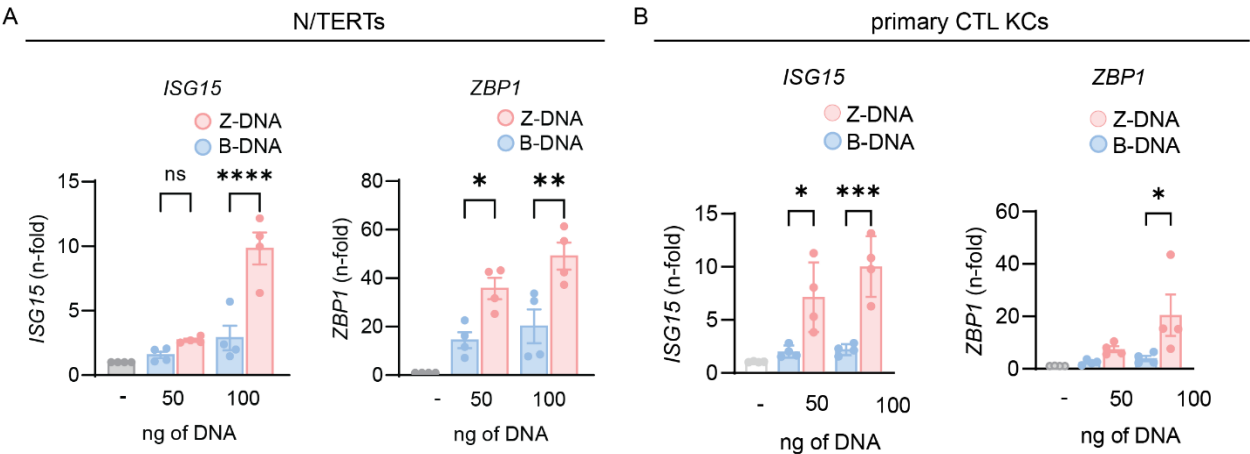 A
N/TERTs
ISG15
Z-DNA
B-DNA
ns
****
15
10
5
0
ISG15 (n-fold)
-
50
100
ng of DNA
ZBP1
Z-DNA
B-DNA
*
**
80
60
40
20
0
ZBP1 (n-fold)
-
50
100
ng of DNA
B
primary CTL KCs
ISG15
Z-DNA
B-DNA
*
***
15
10
5
0
ISG15 (n-fold)
-
50
100
ng of DNA
ZBP1
Z-DNA
B-DNA
*
60
40
20
0
ZBP1 (n-fold)
-
50
100
ng of DNA